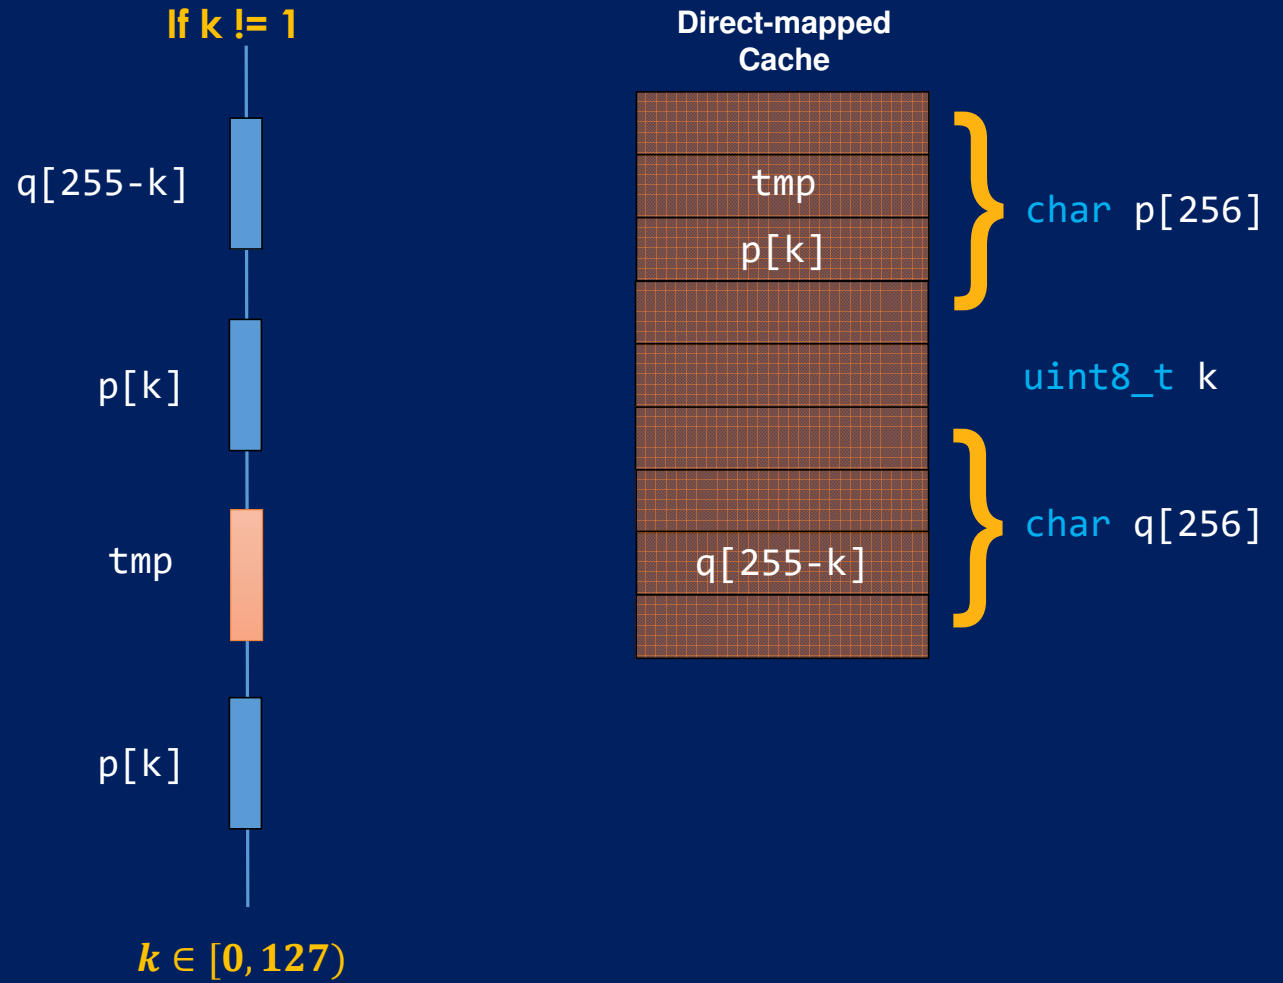 If k != 1
q[255-k]
p[k]
tmp
p[k]
k ∈ [0, 127)
Direct-mapped
Cache
tmp
p[k]
q[255-k]
char p[256]
uint8_t k
char q[256]